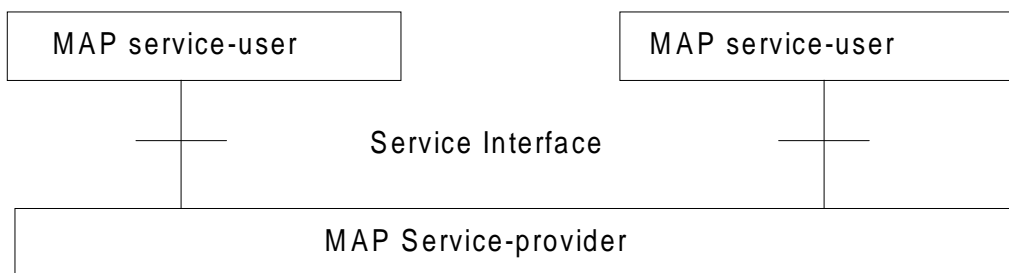 MAP service-user
MAP service-user
Service Interface
MAP Service-provider